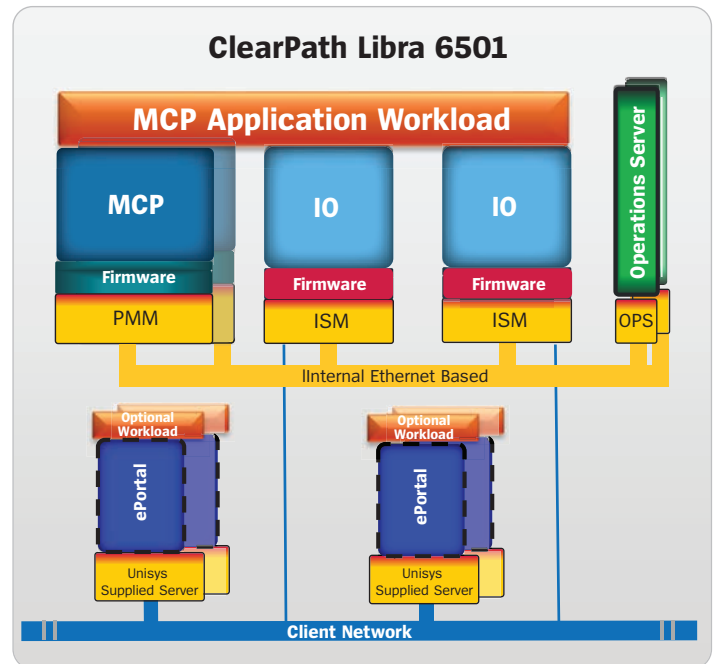 ClearPath Libra 6501
MCP Application Workload
MCP
IO
IO
Operations Server
Firmware
Firmware
Firmware
PMM
ISM
ISM
OPS
lInternal Ethernet Based
Optional
Workload
Optional
Workload
ePortal
ePortal
Unisys
Supplied Server
Unisys
Supplied Server
Client Network